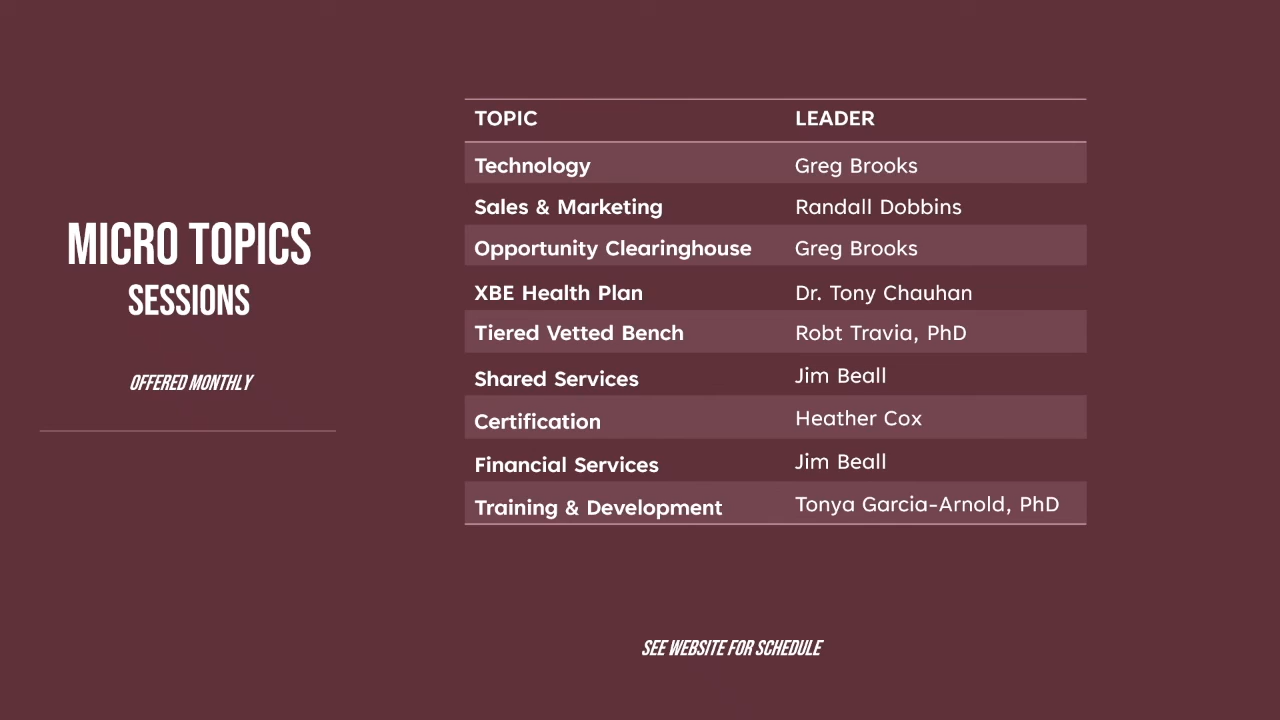 MICRO TOPICS
SESSIONS
OFFERED MONTHLY
TOPIC LEADER
Technology Greg Brooks
Sales & Marketing Randall Dobbins
Opportunity Clearinghouse Greg Brooks
XBE Health Plan Dr. Tony Chauhan
Tiered Vetted Bench Robt Travia, PhD
Shared Services Jim Beall
Certification Heather Cox
Financial Services Jim Beall
Training & Development Tonya Garcia-Arnold, PhD
SEE WEBSITE FOR SCHEDULE